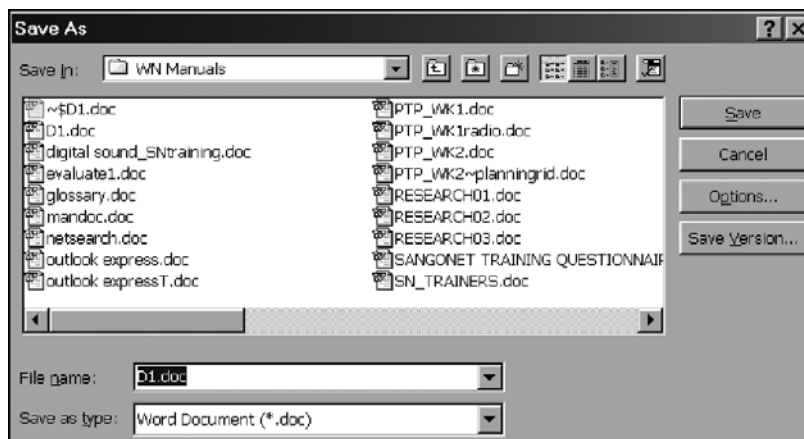 Save As
Save in: WN Manuals
~$D1.doc
D1.doc
digital sound_SNtraining.doc
evaluate1.doc
glossary.doc
mandoc.doc
netsearch.doc
outlook express.doc
outlook expressT.doc
PTP_WK1.doc
PTP_WK1radio.doc
PTP_WK2.doc
PTP_WK2~planningrid.doc
RESEARCH01.doc
RESEARCH02.doc
RESEARCH03.doc
SANGONET TRAINING QUESTIONNAIR
SN_TRAINERS.doc
Save
Cancel
Options...
Save Version...
File name: D1.doc
Save as type: Word Document (*.doc)